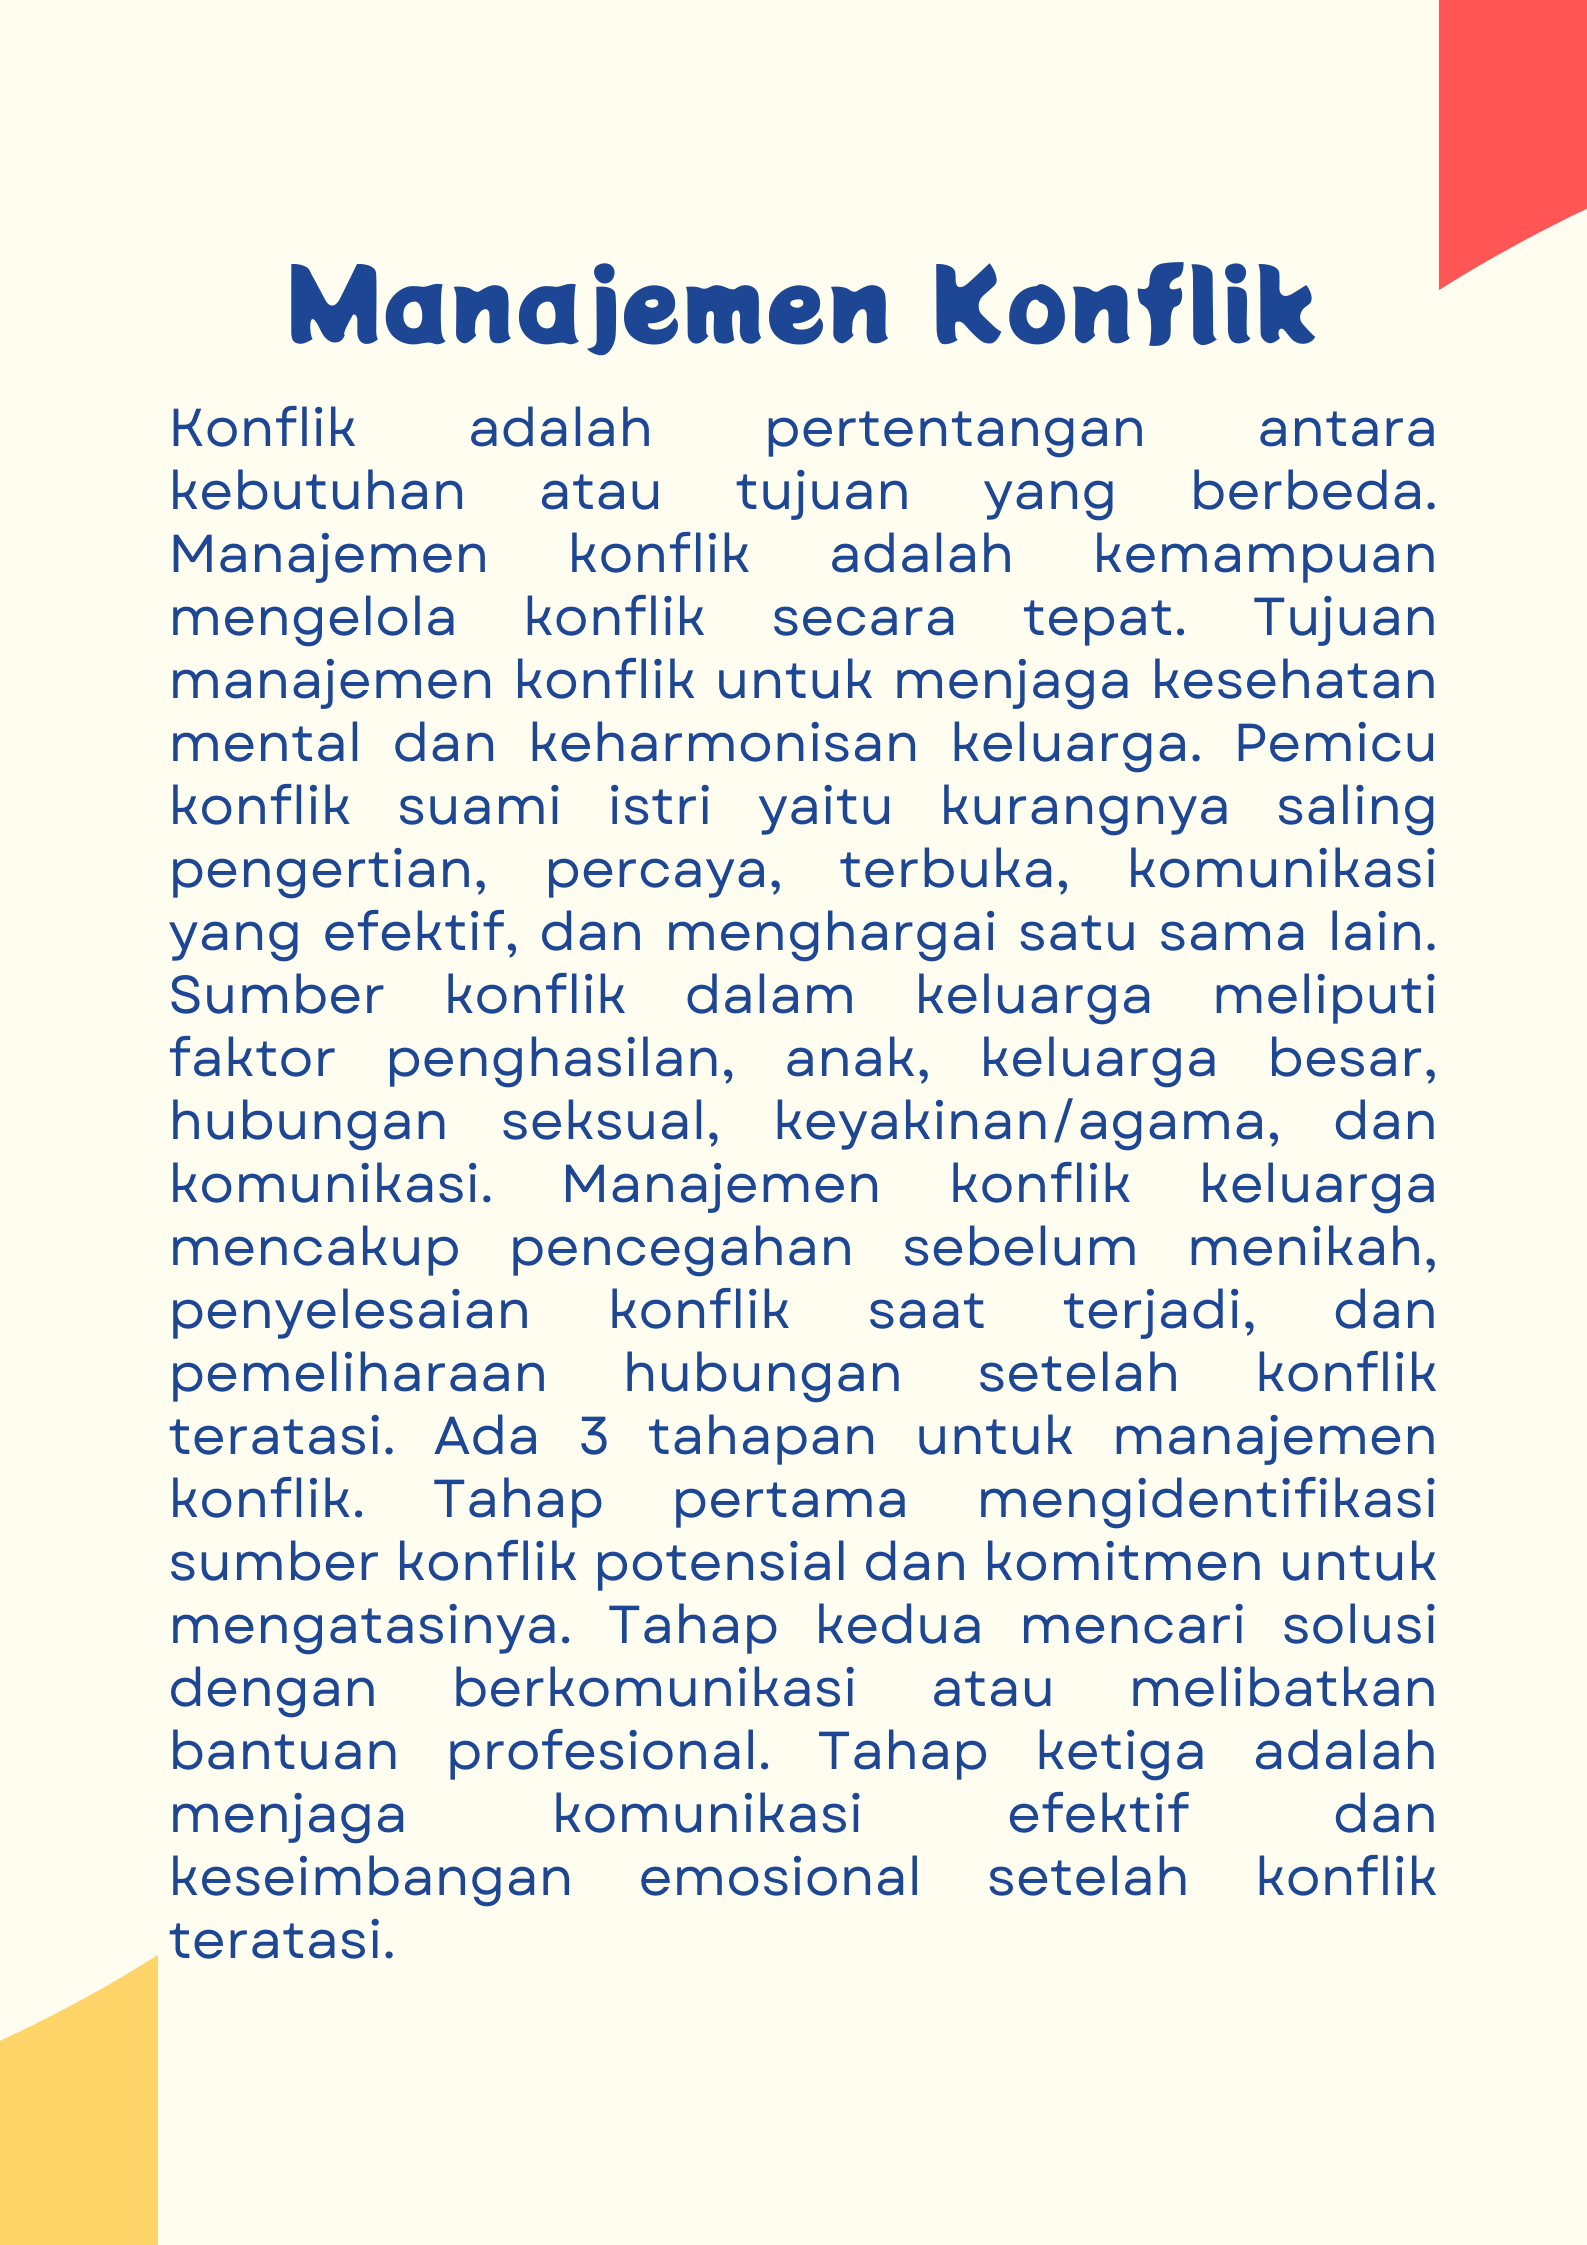 Manajemen Konflik
Konflik adalah pertentangan antara
kebutuhan atau tujuan yang berbeda.
Manajemen konflik adalah kemampuan
mengelola konflik secara tepat. Tujuan
manajemen konflik untuk menjaga kesehatan
mental dan keharmonisan keluarga. Pemicu
konflik suami istri yaitu kurangnya saling
pengertian, percaya, terbuka, komunikasi
yang efektif, dan menghargai satu sama lain.
Sumber konflik dalam keluarga meliputi
faktor penghasilan, anak, keluarga besar,
hubungan seksual, keyakinan/agama, dan
komunikasi. Manajemen konflik keluarga
mencakup pencegahan sebelum menikah,
penyelesaian konflik saat terjadi, dan
pemeliharaan hubungan setelah konflik
teratasi. Ada 3 tahapan untuk manajemen
konflik. Tahap pertama mengidentifikasi
sumber konflik potensial dan komitmen untuk
mengatasinya. Tahap kedua mencari solusi
dengan berkomunikasi atau melibatkan
bantuan profesional. Tahap ketiga adalah
menjaga komunikasi efektif dan
keseimbangan emosional setelah konflik
teratasi.